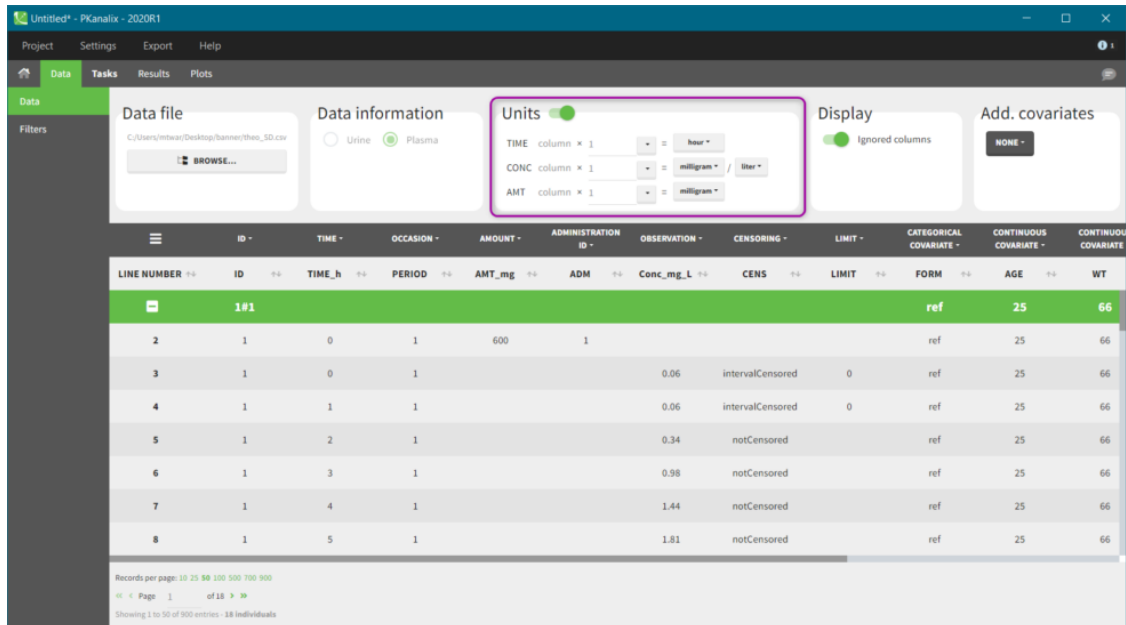 Untitled* - PKanalix - 2020R1
Project Settings Export Help
1
Data Tasks Results Plots
Data
Filters
Data file
C:/Users/mtwar/Desktop/banner/theo_SD.csv
BROWSE...
Data information
Urine Plasma
Units
TIME column × 1 = hour
CONC column × 1 = milligram / liter
AMT column × 1 = milligram
Display
Ignored columns
Add. covariates
NONE
ID TIME OCCASION AMOUNT ADMINISTRATION ID OBSERVATION CENSORING LIMIT CATEGORICAL COVARIATE CONTINUOUS COVARIATE CONTINUOU COVARIATE
LINE NUMBER ID TIME_h PERIOD AMT_mg ADM Conc_mg_L CENS LIMIT FORM AGE WT
1#1 ref 25 66
2 1 0 1 600 1 ref 25 66
3 1 0 1 0.06 intervalCensored 0 ref 25 66
4 1 1 1 0.06 intervalCensored 0 ref 25 66
5 1 2 1 0.34 notCensored ref 25 66
6 1 3 1 0.98 notCensored ref 25 66
7 1 4 1 1.44 notCensored ref 25 66
8 1 5 1 1.81 notCensored ref 25 66
Records per page: 10 25 50 100 500 700 900
« < Page 1 of 18 > »
Showing 1 to 50 of 900 entries - 18 individuals